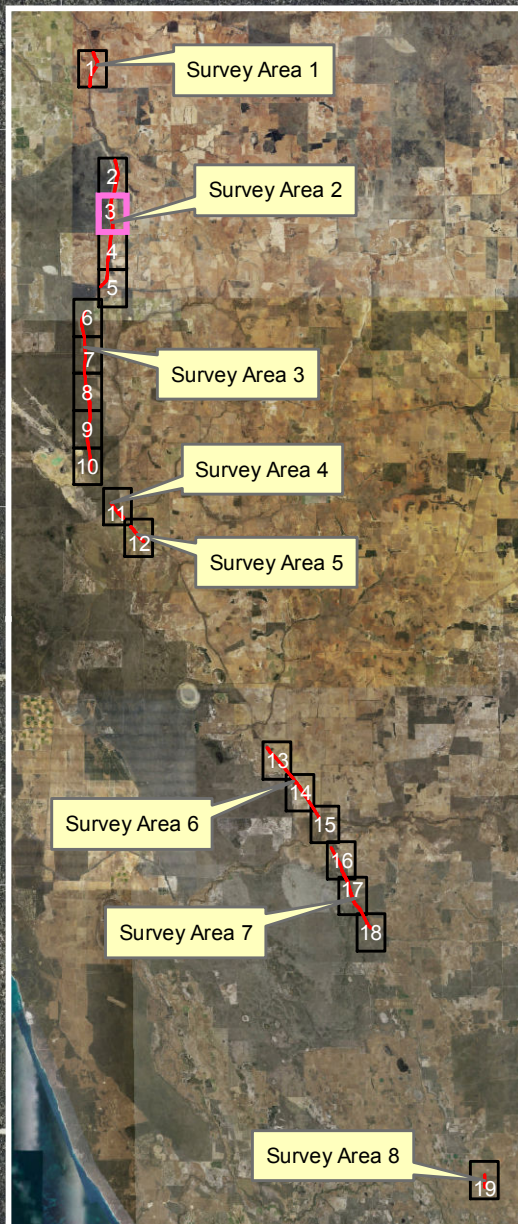 1
Survey Area 1
2
Survey Area 2
3
4
5
6
7
Survey Area 3
8
9
10
Survey Area 4
11
12
Survey Area 5
13
14
Survey Area 6
15
16
17
Survey Area 7
18
Survey Area 8
19